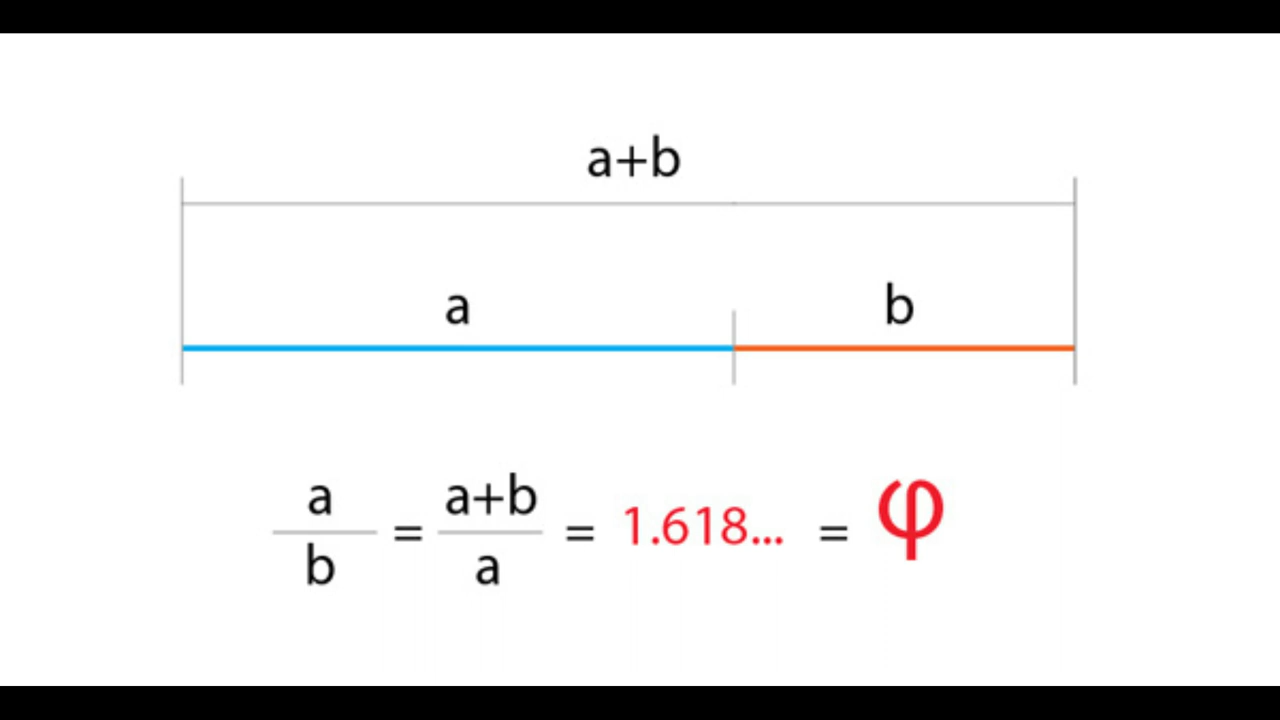 a+b
a b
a/b = a+b/a = 1.618... = φ